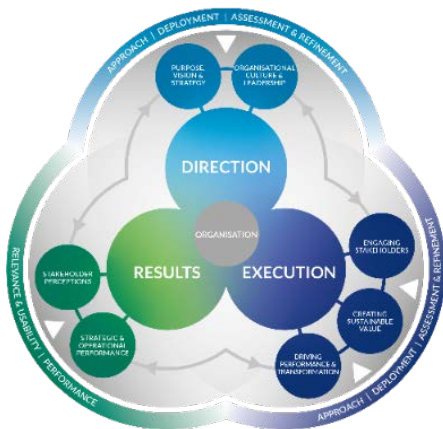 APPROACH | DEPLOYMENT | ASSESSMENT & REFINEMENT
PURPOSE,
VISION &
STRATEGY
ORGANISATIONAL
CULTURE &
LEADERSHIP
DIRECTION
ORGANISATION
RESULTS
EXECUTION
STAKEHOLDER
PERCEPTIONS
STRATEGIC &
OPERATIONAL
PERFORMANCE
ENGAGING
STAKEHOLDERS
CREATING
SUSTAINABLE
VALUE
DRIVING
PERFORMANCE &
TRANSFORMATION
RELEVANCE & USABILITY | PERFORMANCE
APPROACH | DEPLOYMENT | ASSESSMENT & REFINEMENT